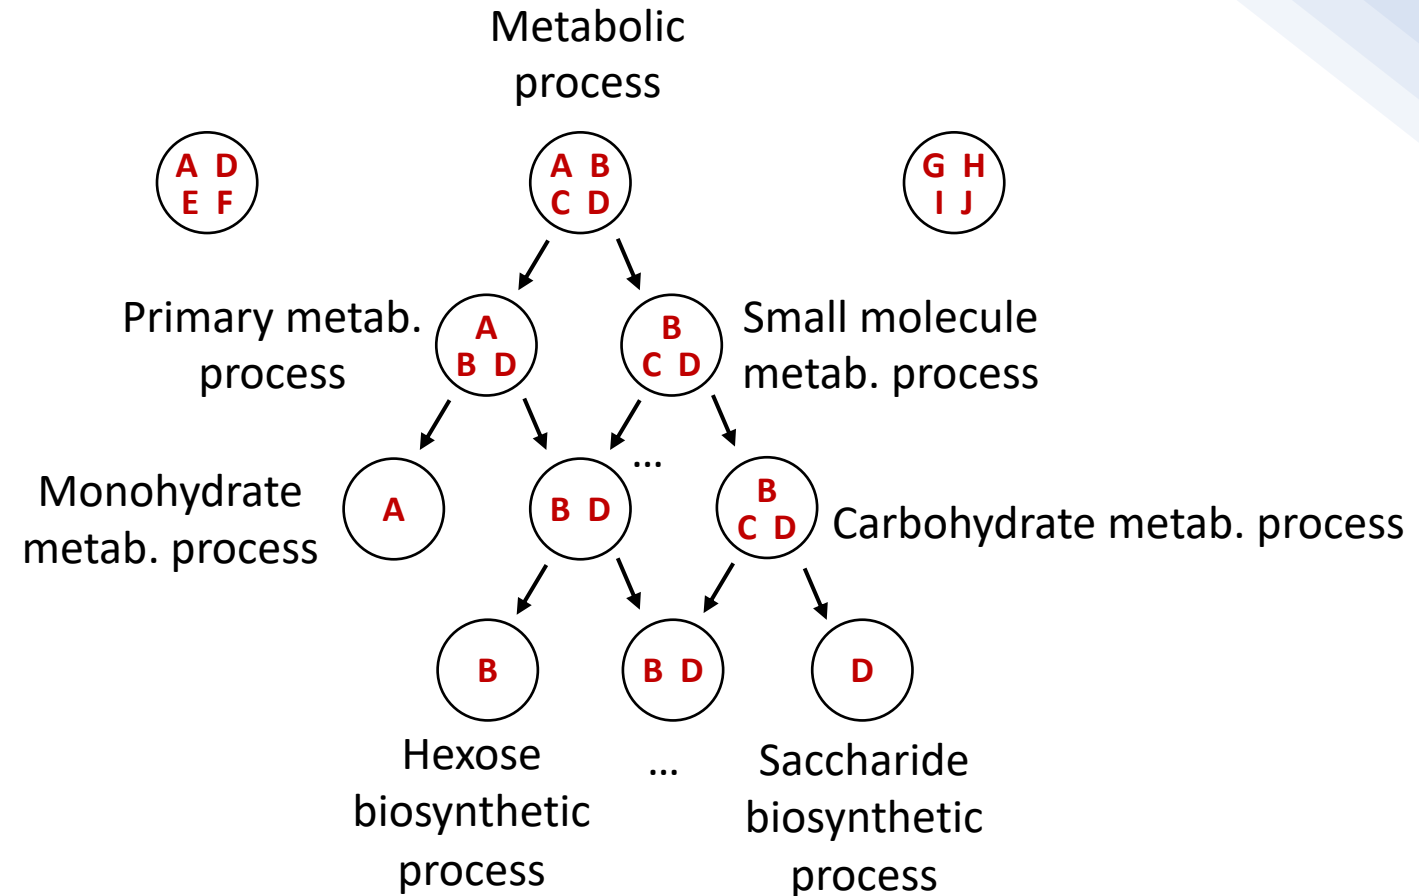 Metabolic
process
A D
E F
A B
C D
G H
I J
Primary metab.
process
A
B D
B
C D
Small molecule
metab. process
...
Monohydrate
metab. process
A
B D
B
C D
Carbohydrate metab. process
B
B D
D
Hexose
biosynthetic
process
...
Saccharide
biosynthetic
process